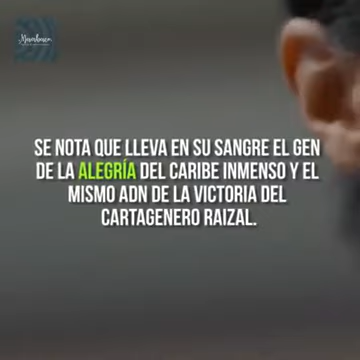 SE NOTA QUE LLEVA EN SU SANGRE EL GEN
DE LA ALEGRÍA DEL CARIBE INMENSO Y EL
MISMO ADN DE LA VICTORIA DEL
CARTAGENERO RAIZAL.